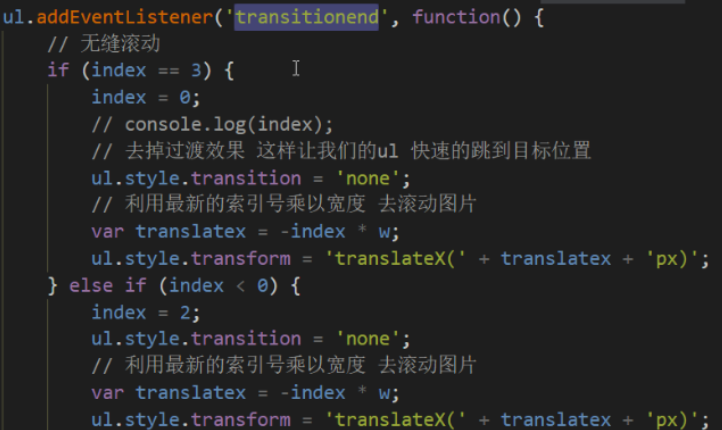 ul.addEventListener('transitionend', function() {
// 无缝滚动
if (index == 3) {
index = 0;
// console.log(index);
// 去掉过渡效果 这样让我们的ul 快速的跳到目标位置
ul.style.transition = 'none';
// 利用最新的索引号乘以宽度 去滚动图片
var translatex = -index * w;
ul.style.transform = 'translateX(' + translatex + 'px)';
} else if (index < 0) {
index = 2;
ul.style.transition = 'none';
// 利用最新的索引号乘以宽度 去滚动图片
var translatex = -index * w;
ul.style.transform = 'translateX(' + translatex + 'px)';